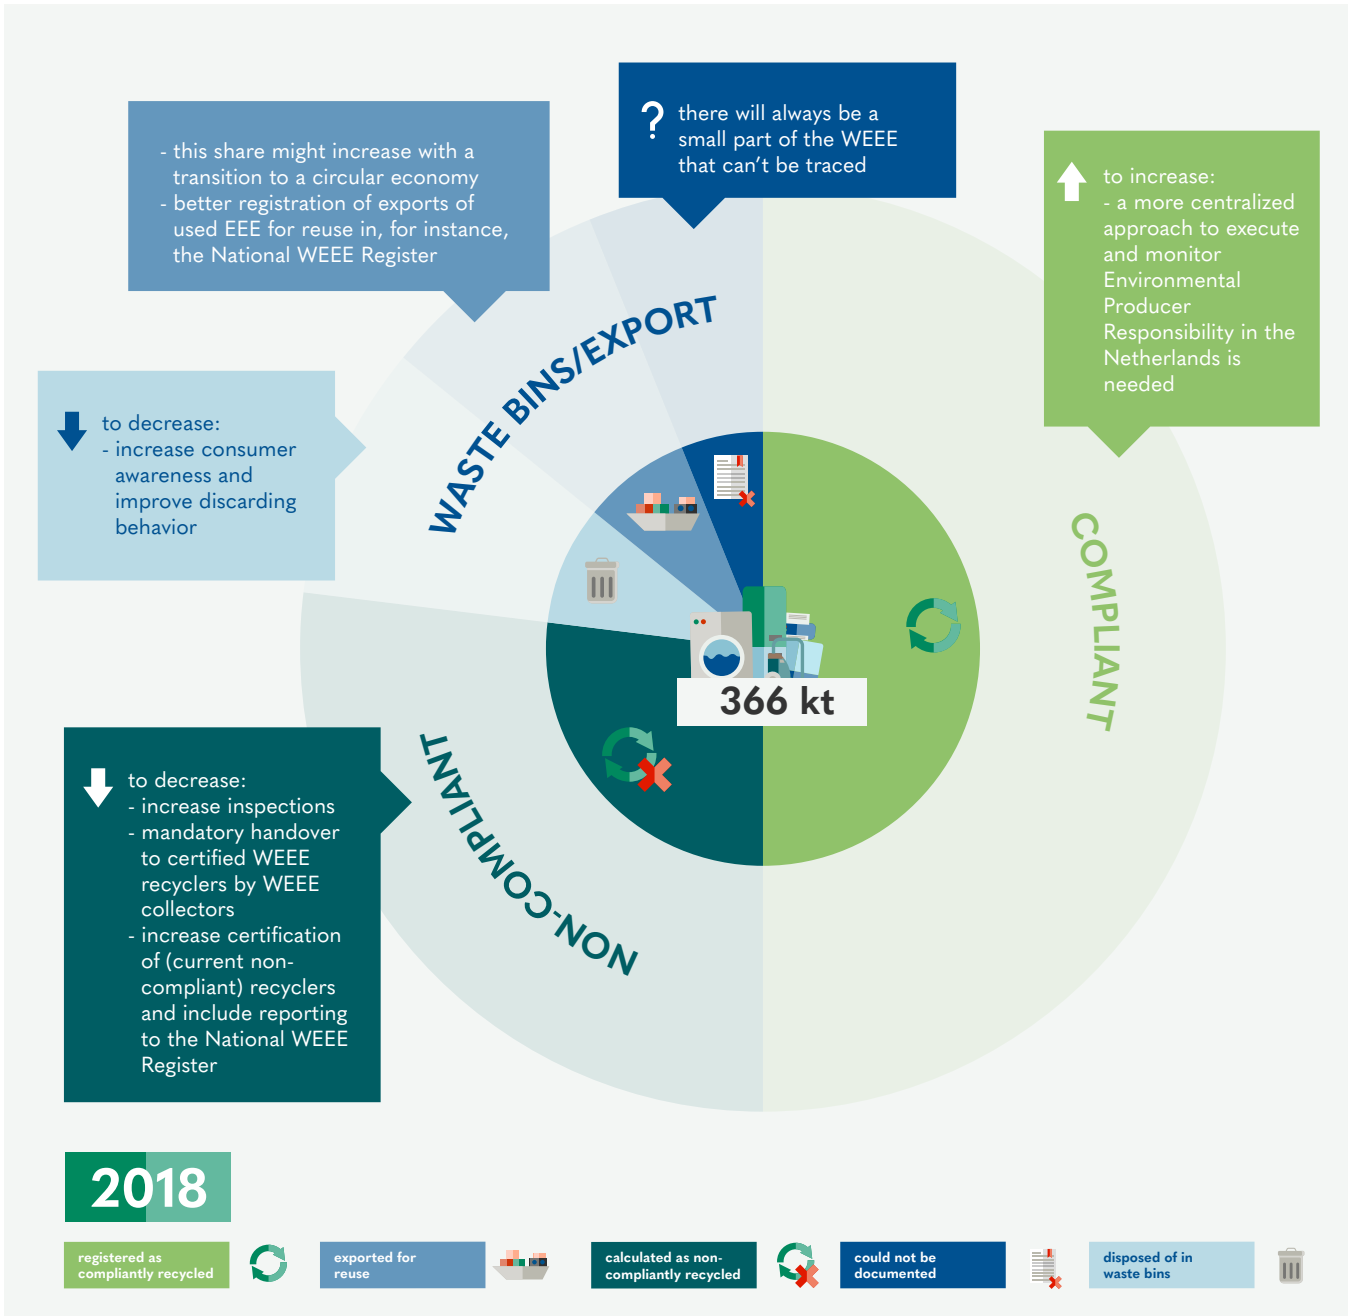 ? there will always be a
small part of the WEEE
that can't be traced
- this share might increase with a
transition to a circular economy
- better registration of exports of
used EEE for reuse in, for instance,
the National WEEE Register
to increase:
- a more centralized
approach to execute
and monitor
Environmental
Producer
Responsibility in the
Netherlands is
needed
WASTE BINS/EXPORT
to decrease:
- increase consumer
awareness and
improve discarding
behavior
COMPLIANT
366 kt
NON-COMPLIANT
to decrease:
- increase inspections
- mandatory handover
to certified WEEE
recyclers by WEEE
collectors
- increase certification
of (current non-
compliant) recyclers
and include reporting
to the National WEEE
Register
2018
registered as
compliantly recycled
exported for
reuse
calculated as non-
compliantly recycled
could not be
documented
disposed of in
waste bins